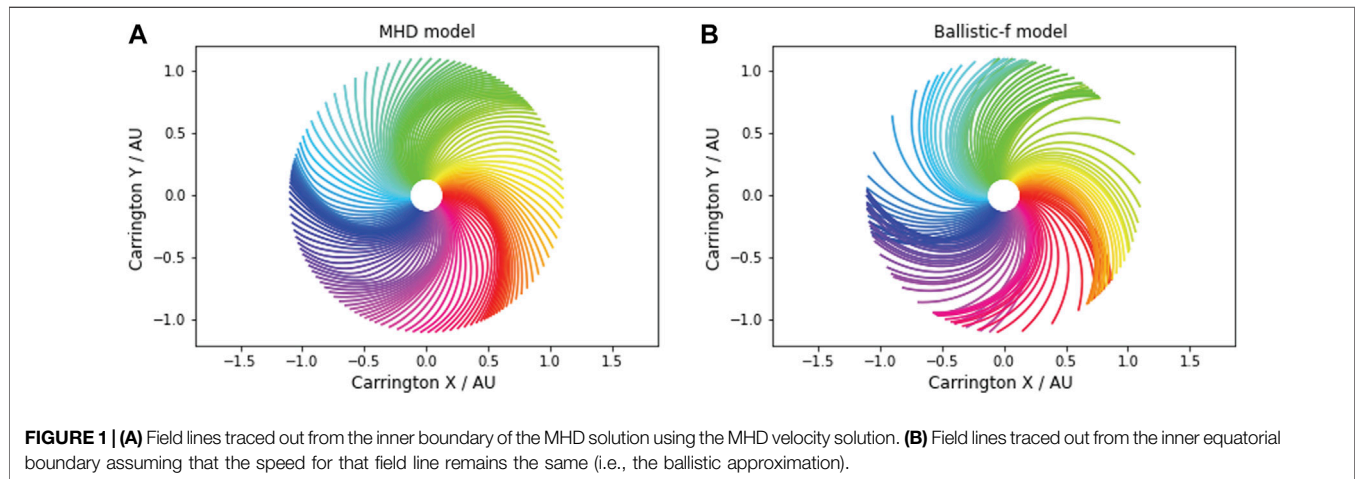 A
MHD model
1.0
0.5
0.0
−0.5
−1.0
Carrington Y / AU
−1.5 −1.0 −0.5 0.0 0.5 1.0 1.5
Carrington X / AU
B
Ballistic-f model
1.0
0.5
0.0
−0.5
−1.0
Carrington Y / AU
−1.5 −1.0 −0.5 0.0 0.5 1.0 1.5
Carrington X / AU
FIGURE 1 | (A) Field lines traced out from the inner boundary of the MHD solution using the MHD velocity solution. (B) Field lines traced out from the inner equatorial
boundary assuming that the speed for that field line remains the same (i.e., the ballistic approximation).